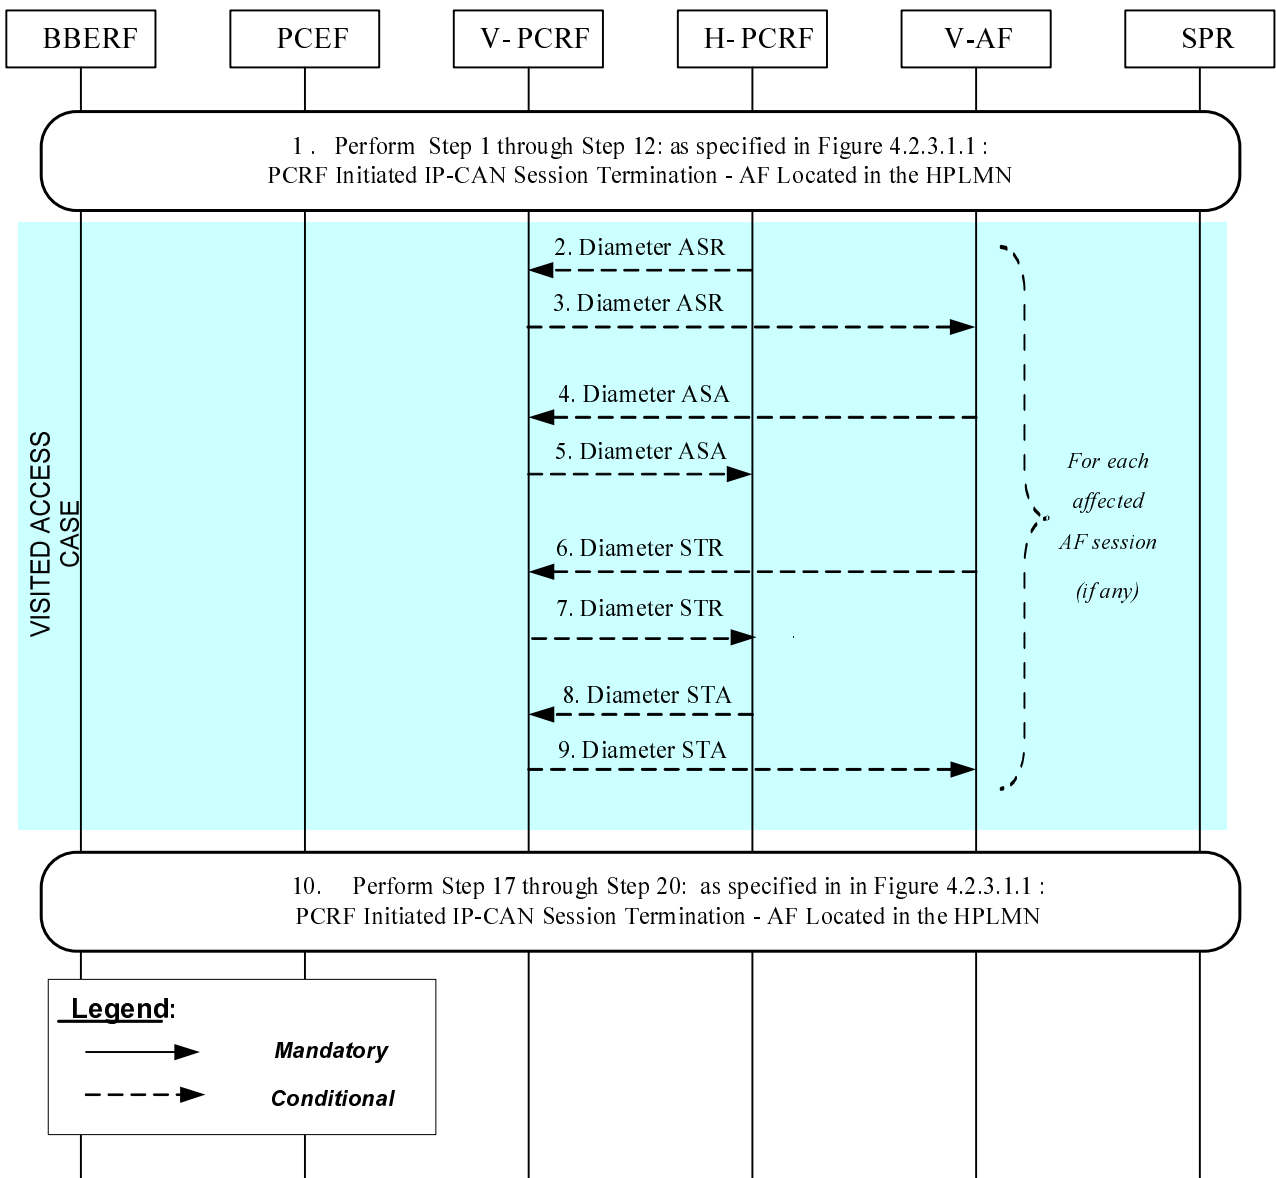 BBERF
PCEF
V- PCRF
H- PCRF
V-AF
SPR
1 . Perform Step 1 through Step 12: as specified in Figure 4.2.3.1.1 :
PCRF Initiated IP-CAN Session Termination - AF Located in the HPLMN
2. Diameter ASR
3. Diameter ASR
4. Diameter ASA
5. Diameter ASA
6. Diameter STR
7. Diameter STR
8. Diameter STA
9. Diameter STA
VISITED ACCESS
CASE
For each
affected
AF session
(if any)
10. Perform Step 17 through Step 20: as specified in in Figure 4.2.3.1.1 :
PCRF Initiated IP-CAN Session Termination - AF Located in the HPLMN
Legend:
Mandatory
Conditional